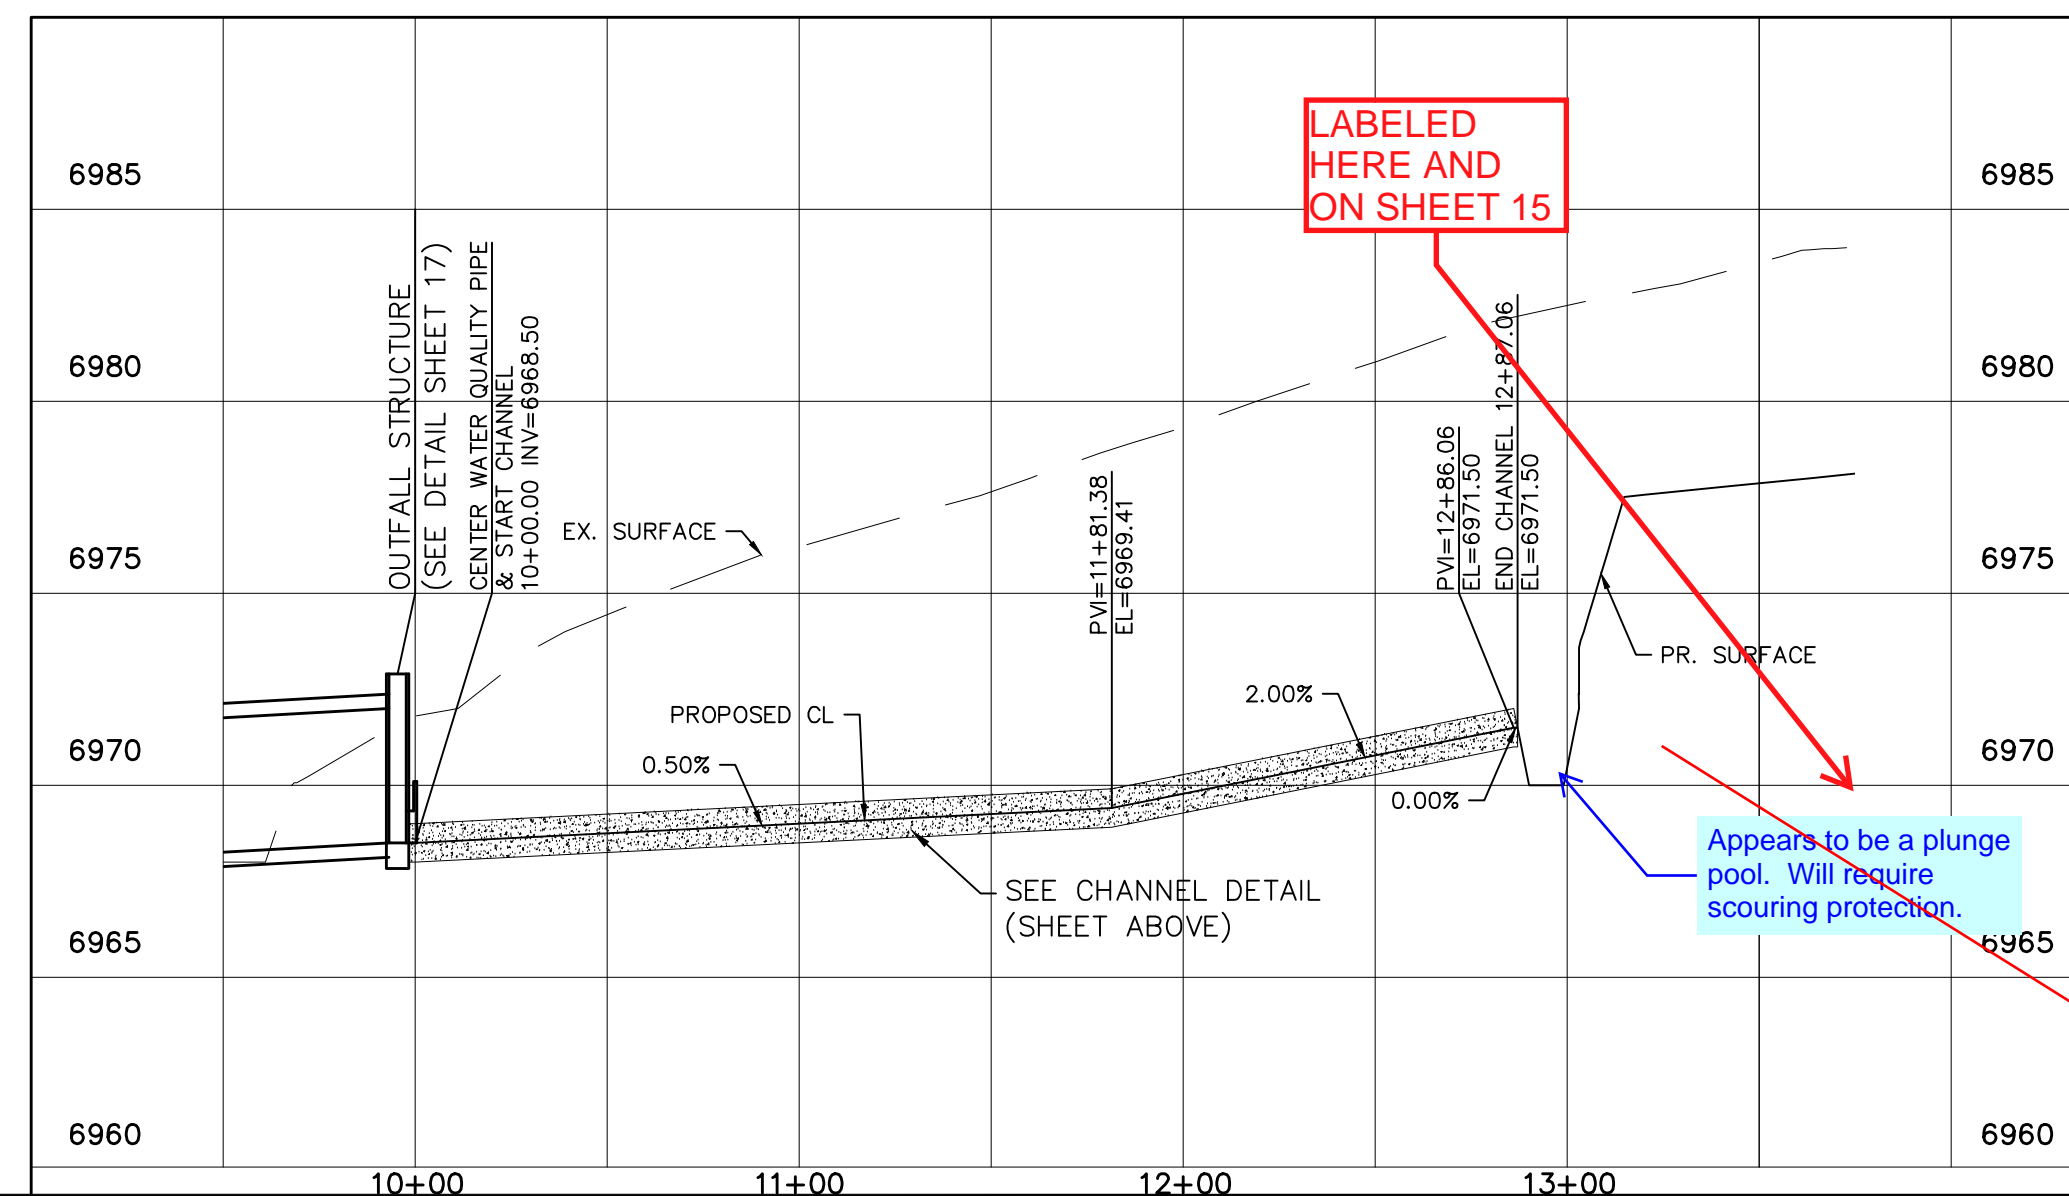 LABELED
HERE AND
ON SHEET 15
6985
6985
OUTFALL STRUCTURE
(SEE DETAIL SHEET 17)
CENTER WATER QUALITY PIPE
& START CHANNEL
10+00.00 INV=6968.50
6980
6980
EX. SURFACE
PVI=11+81.38
EL=6969.41
PVI=12+86.06
EL=6971.50
END CHANNEL 12+87.06
EL=6971.50
6975
6975
PR. SURFACE
2.00%
PROPOSED CL
0.50%
6970
6970
0.00%
Appears to be a plunge
pool. Will require
scouring protection.
SEE CHANNEL DETAIL
(SHEET ABOVE)
6965
6965
6960
6960
10+00
11+00
12+00
13+00